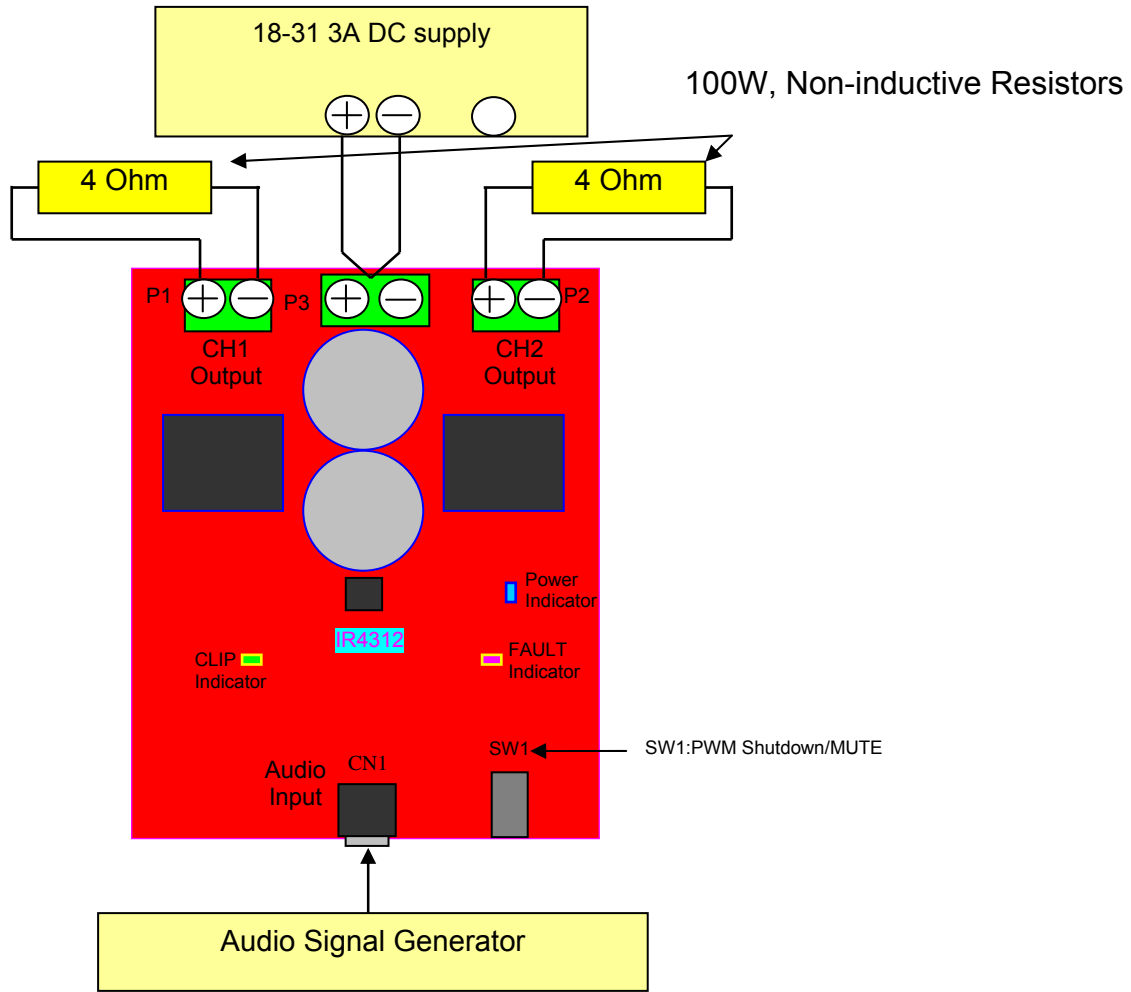 18-31 3A DC supply
100W, Non-inductive Resistors
4 Ohm
4 Ohm
P1
P3
P2
CH1
Output
CH2
Output
Power
Indicator
IR4312
CLIP
Indicator
FAULT
Indicator
SW1
SW1:PWM Shutdown/MUTE
Audio
Input
CN1
Audio Signal Generator